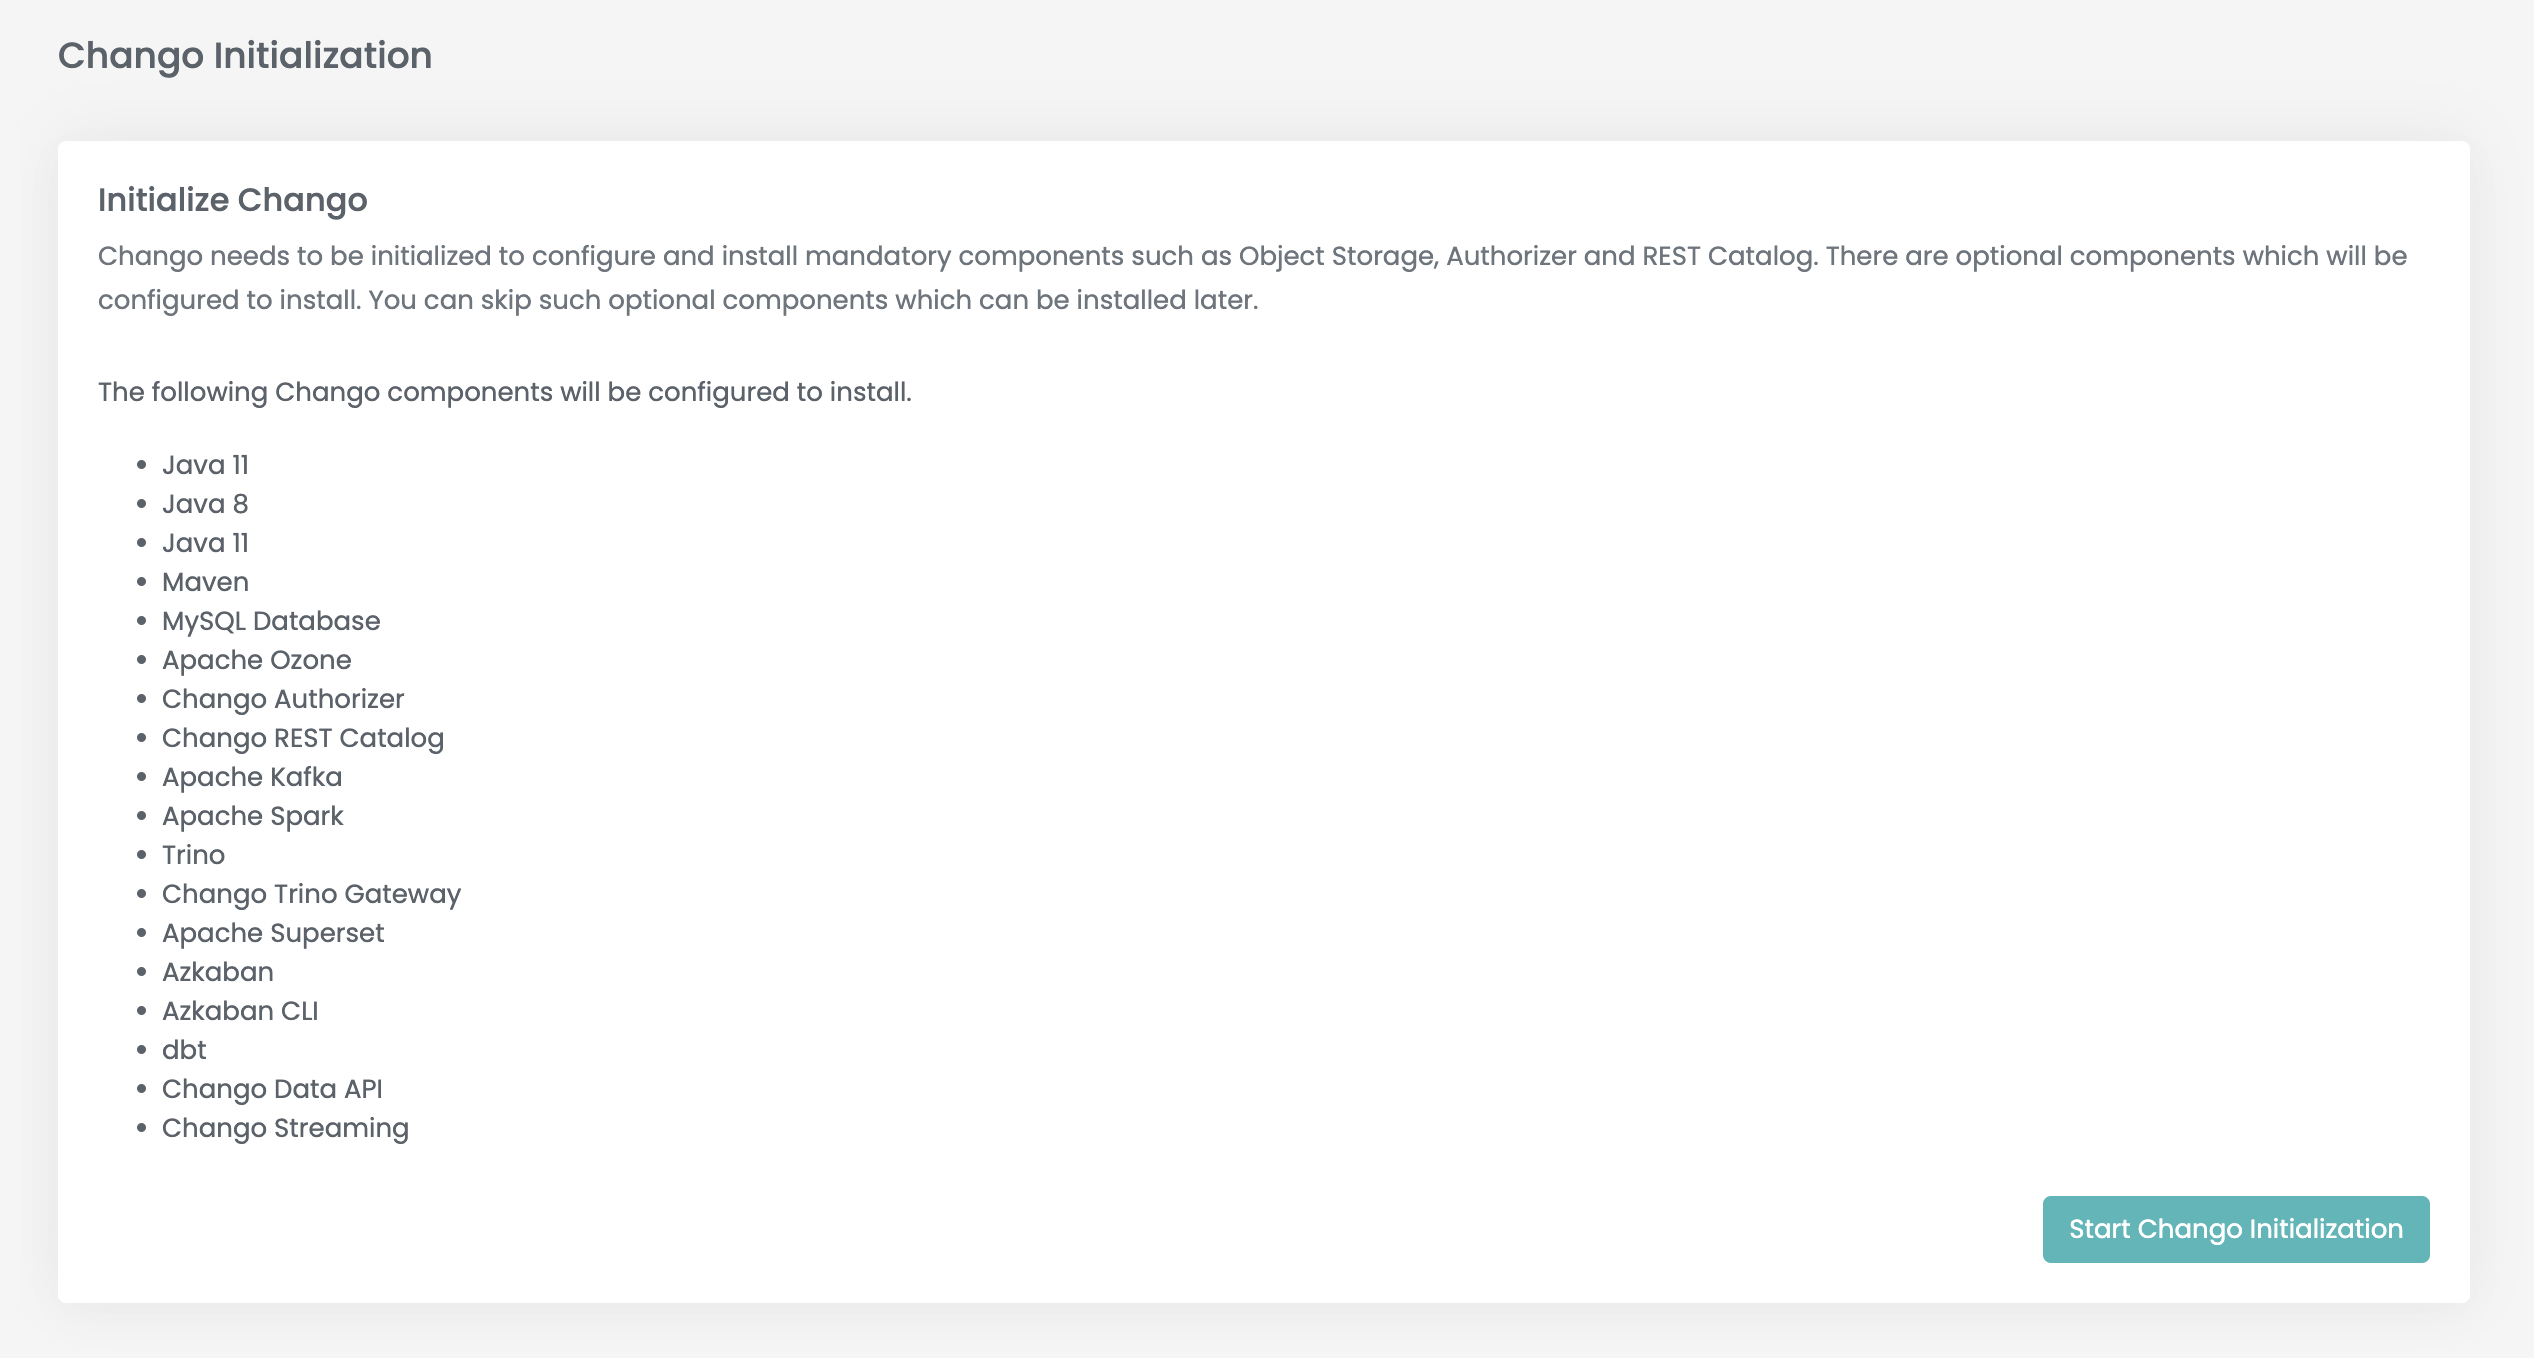 Chango Initialization
Initialize Chango
Chango needs to be initialized to configure and install mandatory components such as Object Storage, Authorizer and REST Catalog. There are optional components which will be
configured to install. You can skip such optional components which can be installed later.
The following Chango components will be configured to install.
• Java 11
• Java 8
• Java 11
• Maven
• MySQL Database
• Apache Ozone
• Chango Authorizer
• Chango REST Catalog
• Apache Kafka
• Apache Spark
• Trino
• Chango Trino Gateway
• Apache Superset
• Azkaban
• Azkaban CLI
• dbt
• Chango Data API
• Chango Streaming
Start Chango Initialization